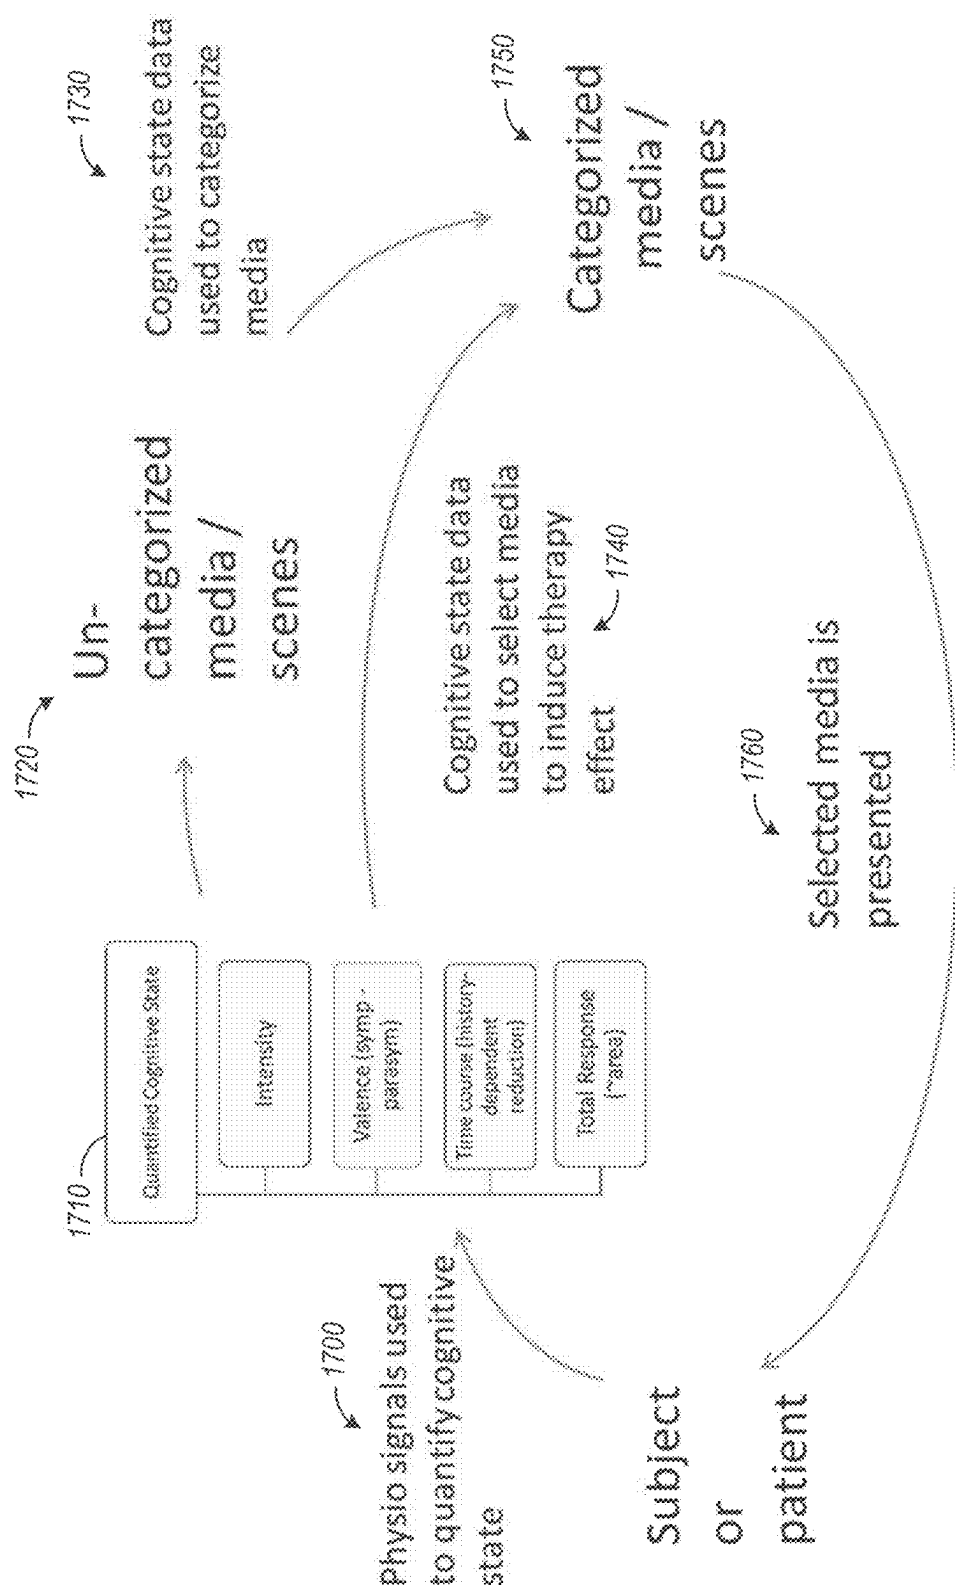 1700
Physio signals used
to quantify cognitive
state
Subject
or
patient
1710
Quantified Cognitive State
Intensity
Valence (symp -
parasym)
Time course (history-
dependent
reduction)
Total Response
(~area)
1720
Un-
categorized
media /
scenes
1730
Cognitive state data
used to categorize
media
Cognitive state data
used to select media
to induce therapy
effect
1740
1750
Categorized
media /
scenes
1760
Selected media is
presented